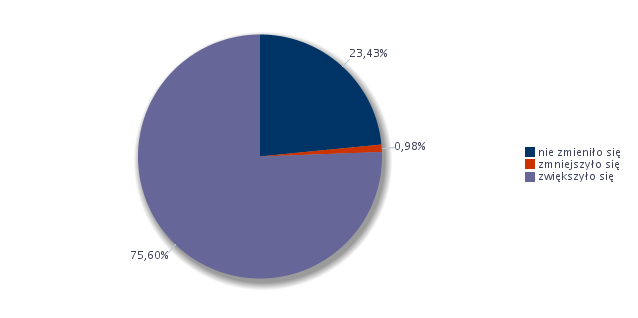 23,43%
0,98%
75,60%
nie zmieniło się
zmniejszyło się
zwiększyło się